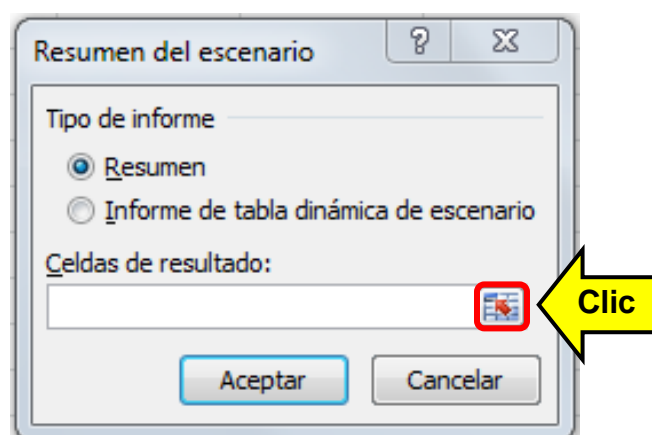 Resumen del escenario
Tipo de informe
Resumen
Informe de tabla dinámica de escenario
Celdas de resultado:
Clic
Aceptar Cancelar